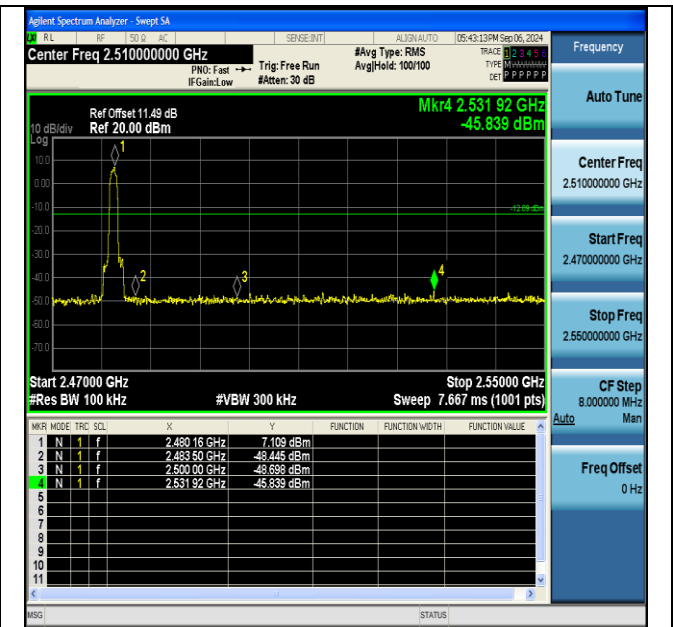 Agilent Spectrum Analyzer - Swept SA
LXI RL RF 50 Ω AC SENSE:INT ALIGN AUTO 05:43:13PM Sep 06, 2024
Center Freq 2.510000000 GHz
PNO: Fast
IFGain:Low
Trig: Free Run
#Atten: 30 dB
#Avg Type: RMS
Avg|Hold: 100/100
TRACE 1 2 3 4 5 6
TYPE
DET P P P P P P
Frequency
Auto Tune
Center Freq
2.510000000 GHz
Start Freq
2.470000000 GHz
Stop Freq
2.550000000 GHz
CF Step
8.000000 MHz
Auto Man
Freq Offset
0 Hz
Ref Offset 11.49 dB
10 dB/div Ref 20.00 dBm
Log
Mkr4 2.531 92 GHz
-45.839 dBm
1
10.0
0.00
-10.0
-12.89 dBm
-20.0
-30.0
-40.0
2
3
4
-50.0
-60.0
-70.0
Start 2.47000 GHz Stop 2.55000 GHz
#Res BW 100 kHz #VBW 300 kHz Sweep 7.667 ms (1001 pts)
MKR MODE TRC SCL X Y FUNCTION FUNCTION WIDTH FUNCTION VALUE
1 N 1 f 2.480 16 GHz 7.109 dBm
2 N 1 f 2.483 50 GHz -48.445 dBm
3 N 1 f 2.500 00 GHz -48.698 dBm
4 N 1 f 2.531 92 GHz -45.839 dBm
5
6
7
8
9
10
11
MSG STATUS